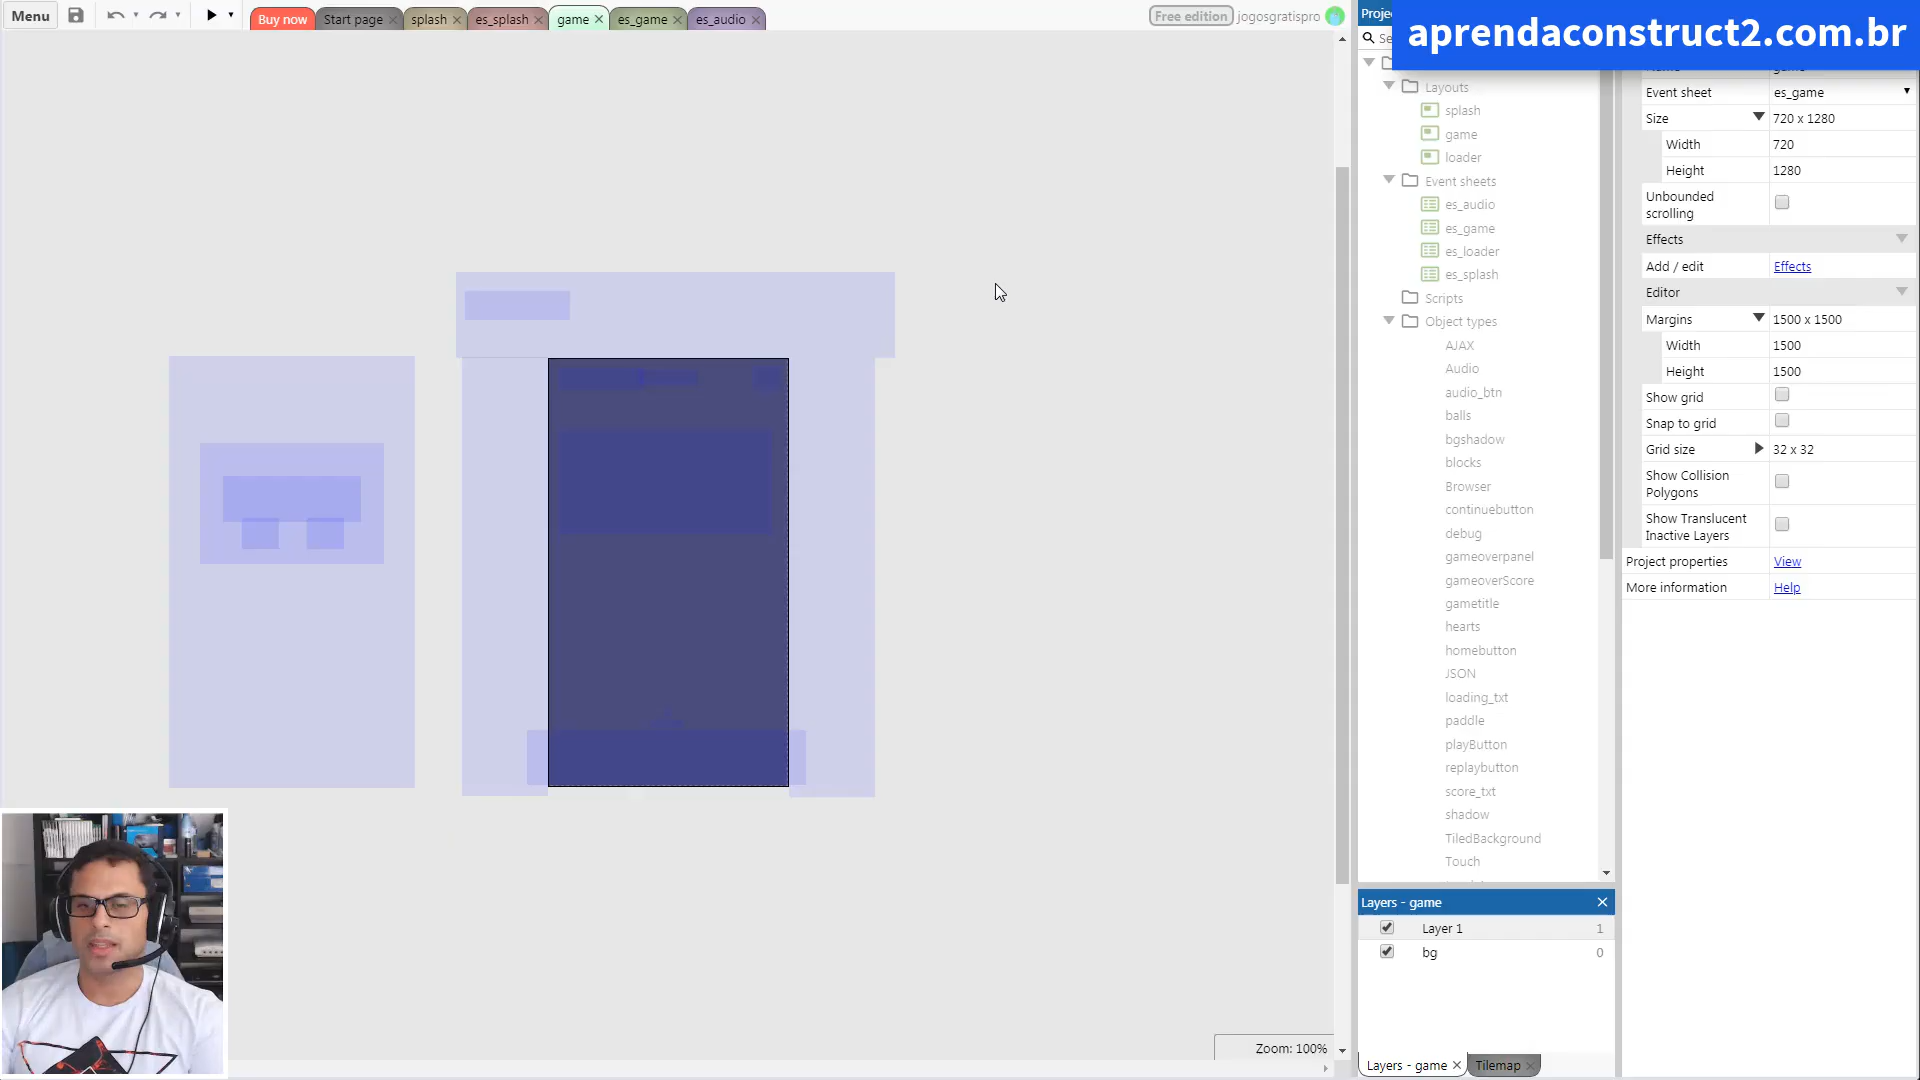 Menu
Buy now
Start page
splash
es_splash
game
es_game
es_audio
Free edition
jogosgratispro
aprendaconstruct2.com.br
Layouts
splash
game
loader
Event sheets
es_audio
es_game
es_loader
es_splash
Scripts
Object types
AJAX
Audio
audio_btn
balls
bgshadow
blocks
Browser
continuebutton
debug
gameoverpanel
gameoverScore
gametitle
hearts
homebutton
JSON
loading_txt
paddle
playButton
replaybutton
score_txt
shadow
TiledBackground
Touch
Event sheet es_game
Size 720 x 1280
Width 720
Height 1280
Unbounded
scrolling
Effects
Add / edit Effects
Editor
Margins 1500 x 1500
Width 1500
Height 1500
Show grid
Snap to grid
Grid size 32 x 32
Show Collision
Polygons
Show Translucent
Inactive Layers
Project properties View
More information Help
Layers - game
Layer 1 1
bg 0
Zoom: 100%
Layers - game
Tilemap